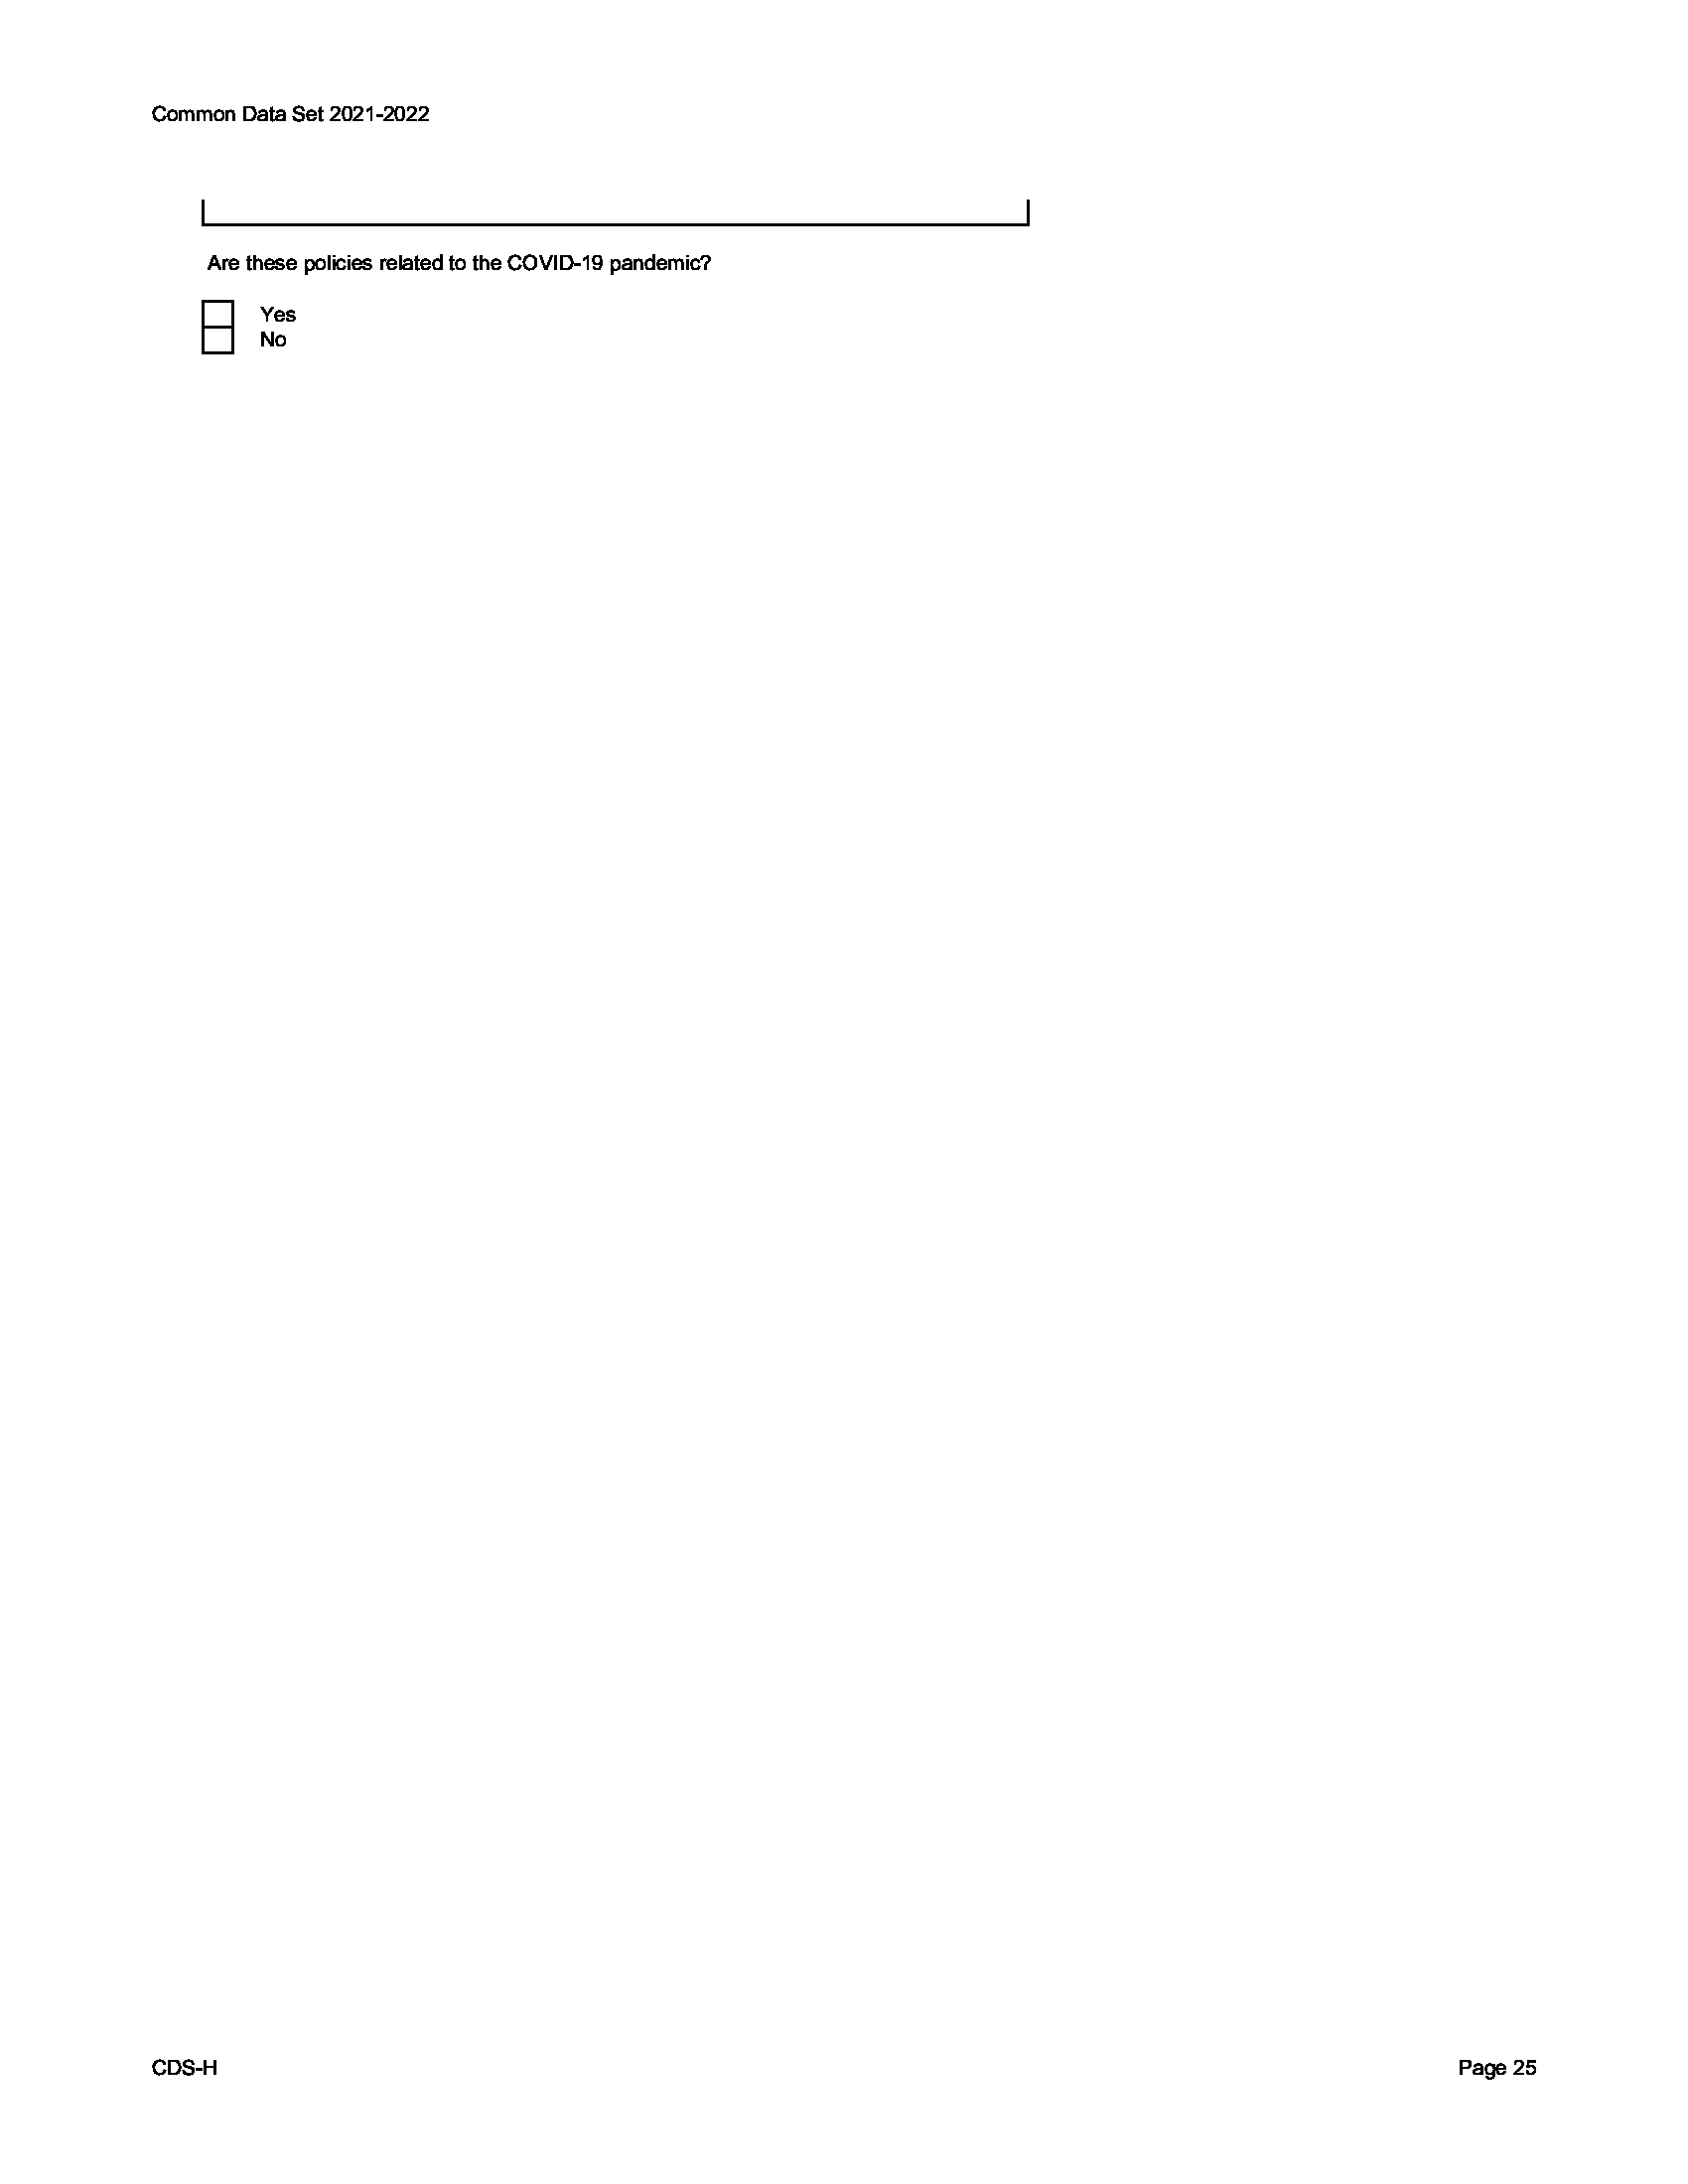 Common Data Set 2021-2022
Are these policies related to the COVID-19 pandemic?
Yes
No
CDS-H Page 25